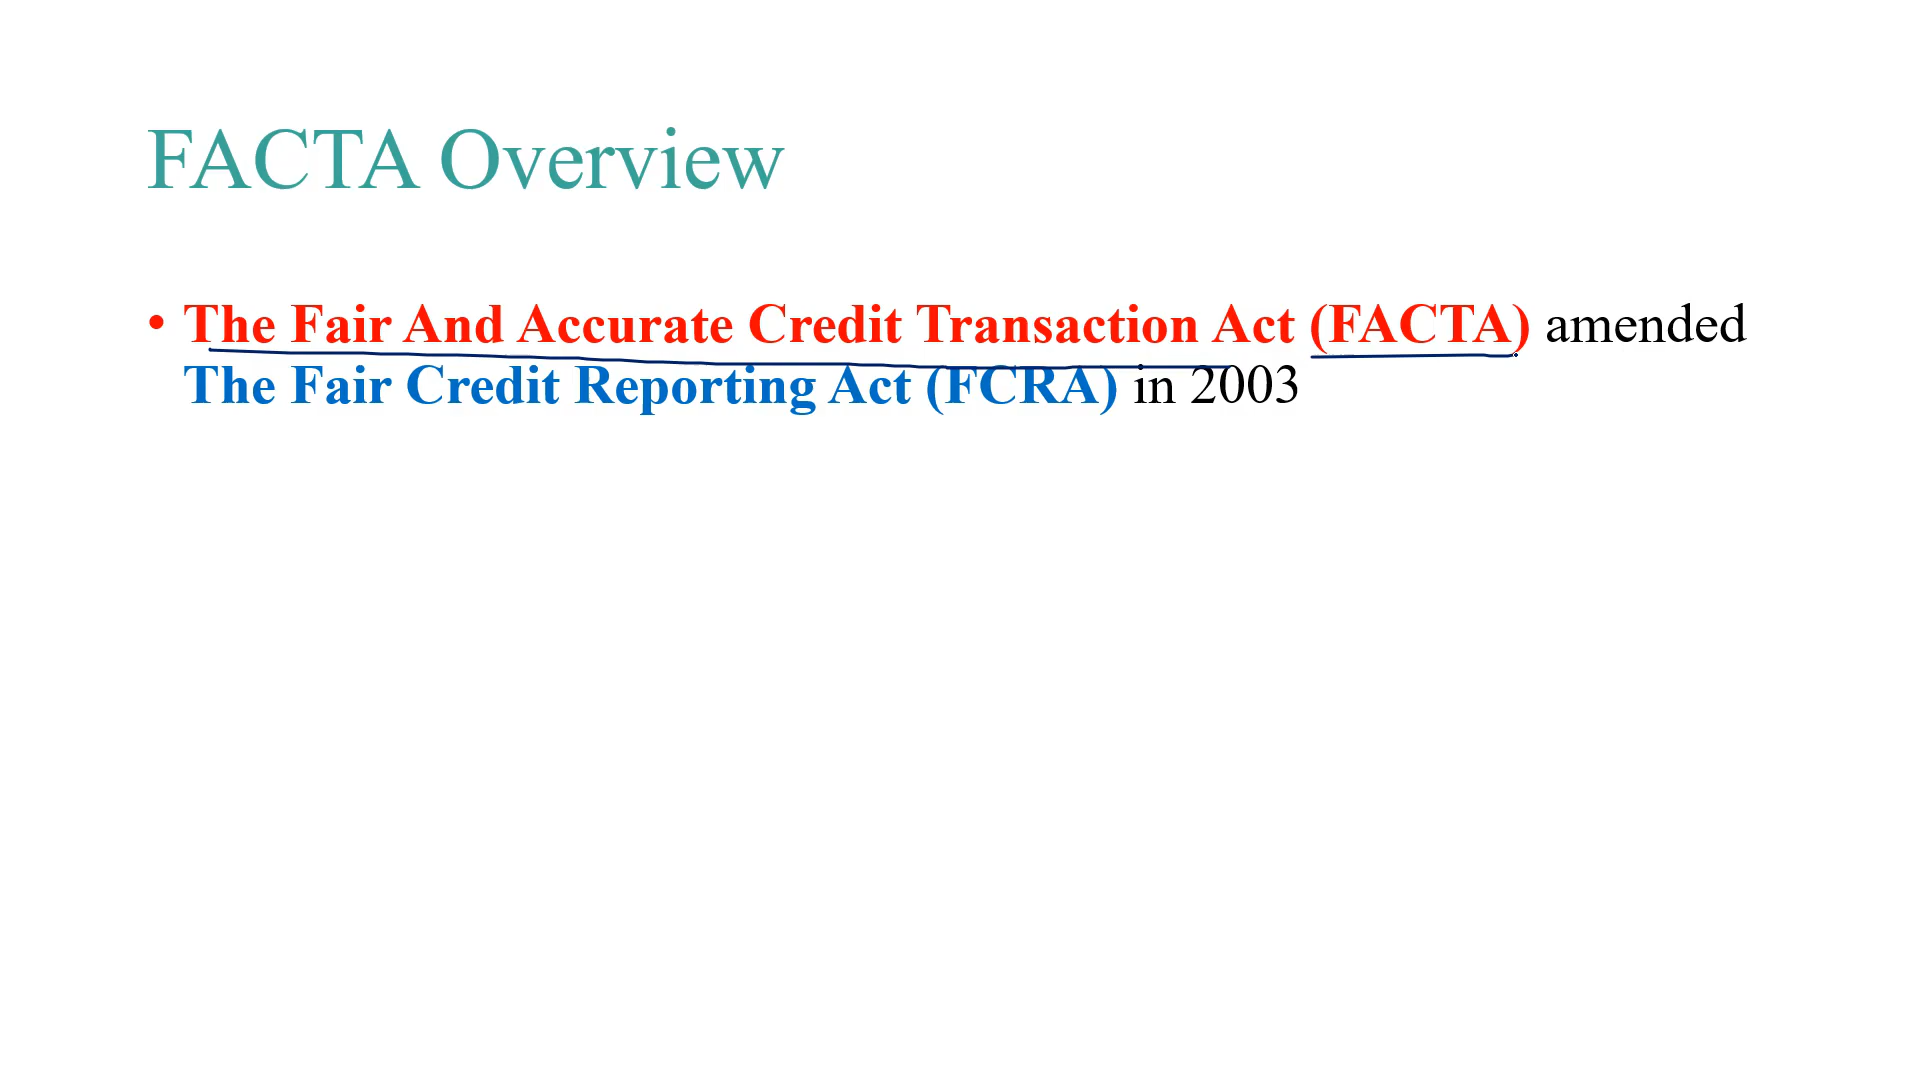 FACTA Overview
• The Fair And Accurate Credit Transaction Act (FACTA) amended
The Fair Credit Reporting Act (FCRA) in 2003